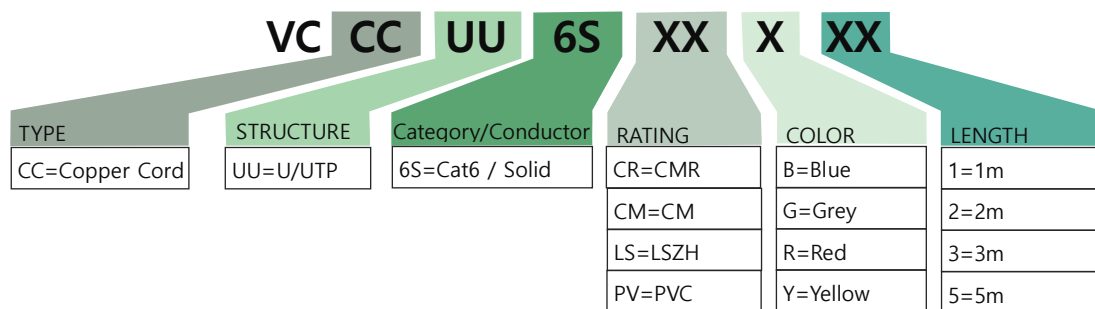 VC CC UU 6S XX X XX
TYPE STRUCTURE Category/Conductor RATING COLOR LENGTH
CC=Copper Cord UU=U/UTP 6S=Cat6 / Solid CR=CMR B=Blue 1=1m
CM=CM G=Grey 2=2m
LS=LSZH R=Red 3=3m
PV=PVC Y=Yellow 5=5m